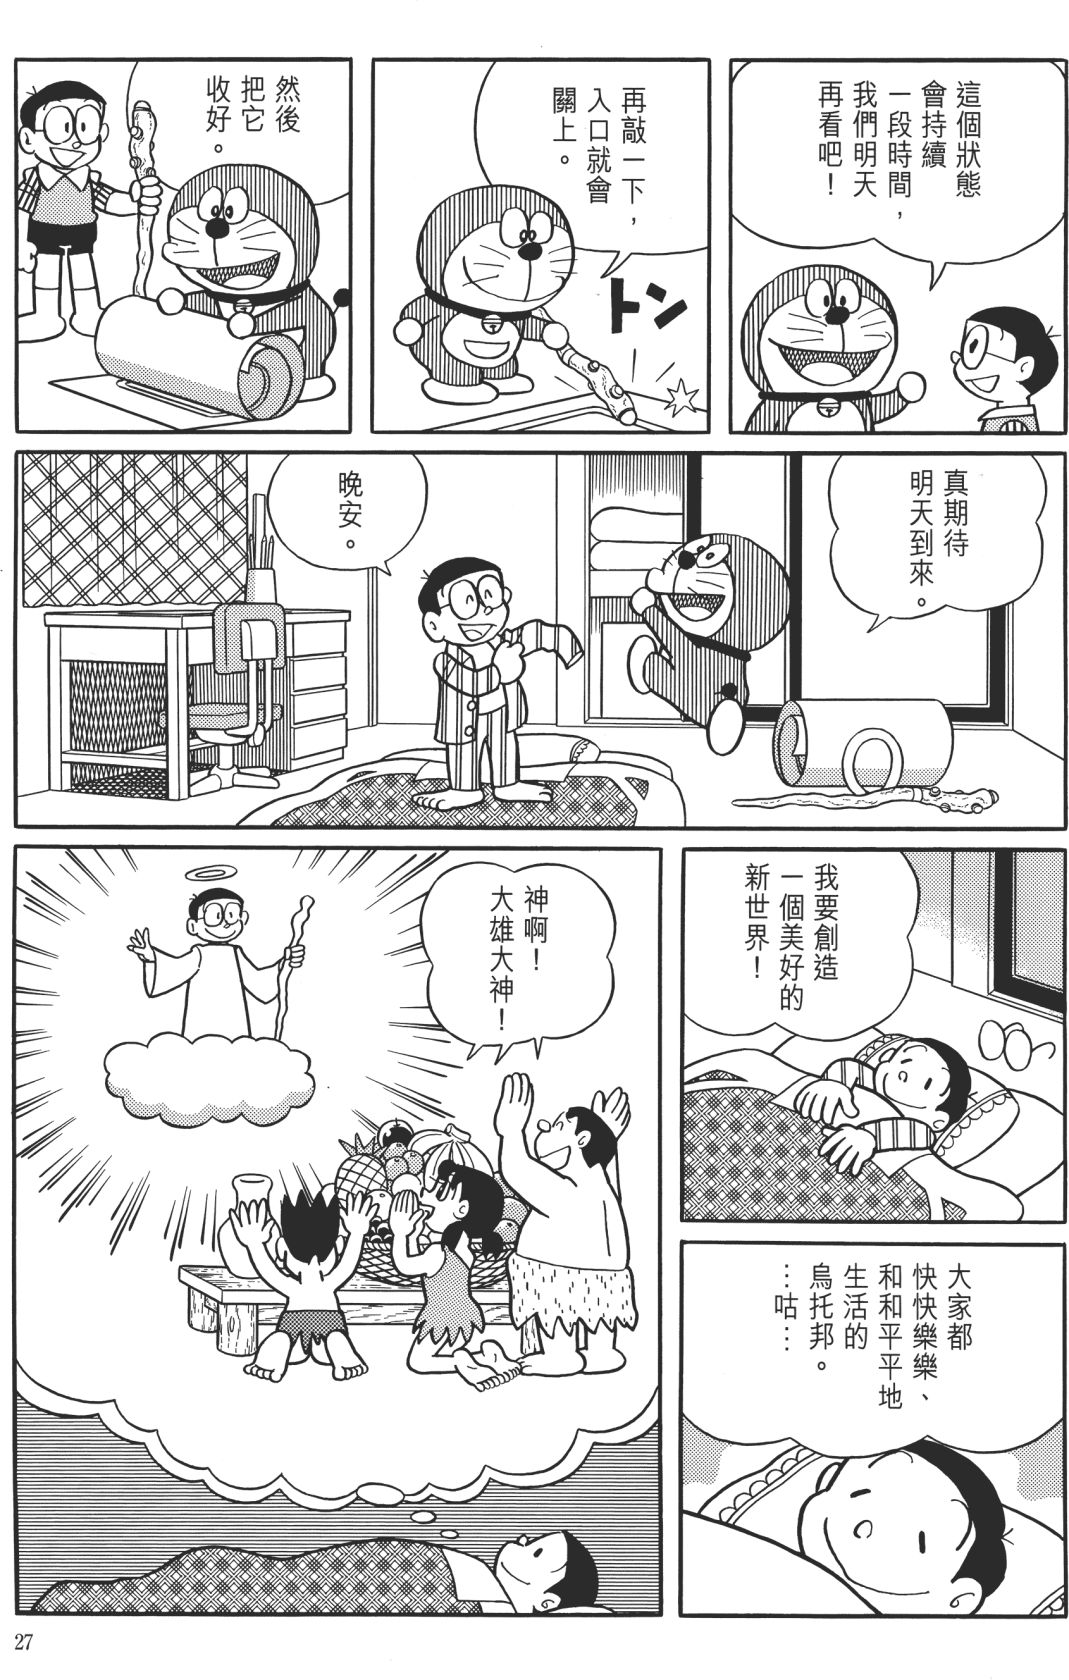 這個狀態
會持續
一段時間，
我們明天
再看吧！
再敲一下，
入口就會
關上。
トン
然後
把它
收好。
真期待
明天到來。
晚安。
我要創造
一個美好的
新世界！
大家都
快快樂樂、
和和平平地
生活的
烏托邦。
…咕…
神啊！
大雄大神！
27